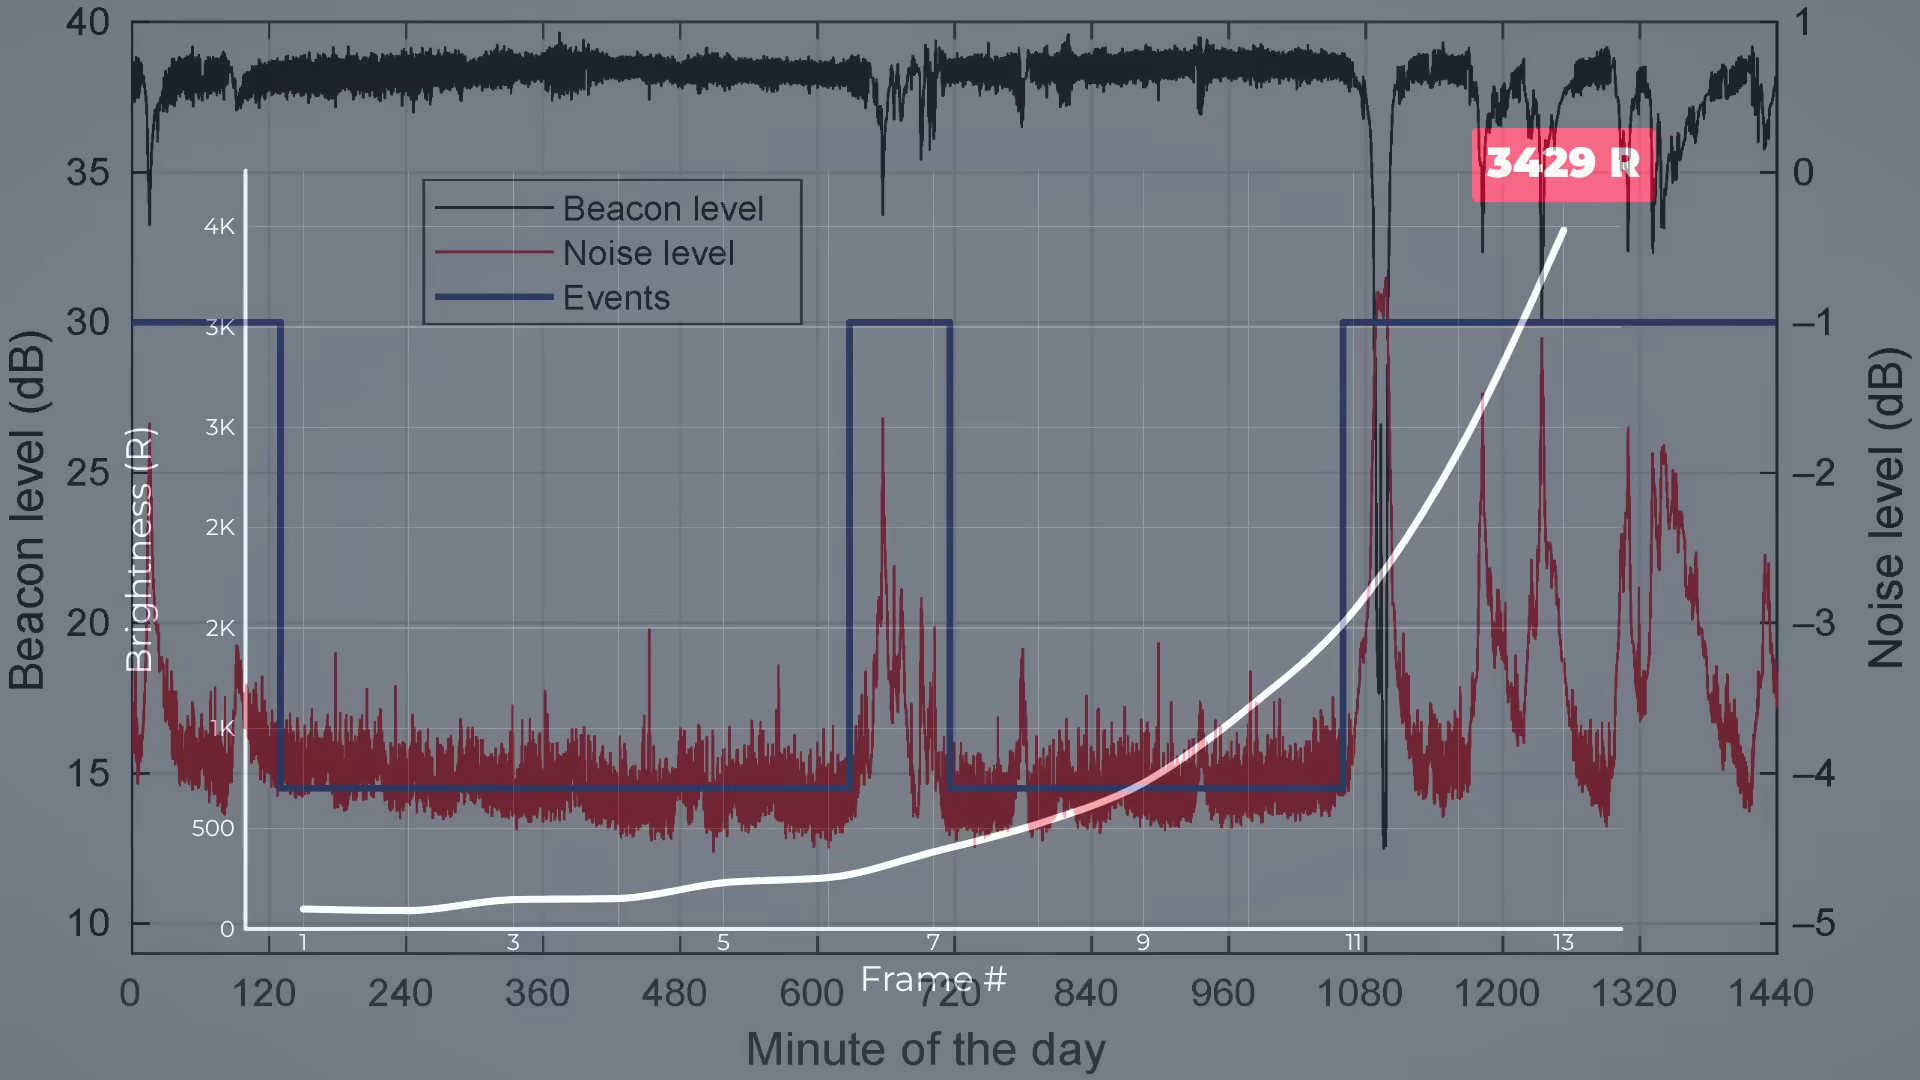 40
35
30
25
20
15
10
Beacon level (dB)
1
0
–1
–2
–3
–4
–5
Noise level (dB)
Beacon level
Noise level
Events
3429 R
4K
3K
3K
2K
2K
1K
500
0
Brightness (R)
1 3 5 7 9 11 13
Frame #
0 120 240 360 480 600 720 840 960 1080 1200 1320 1440
Minute of the day